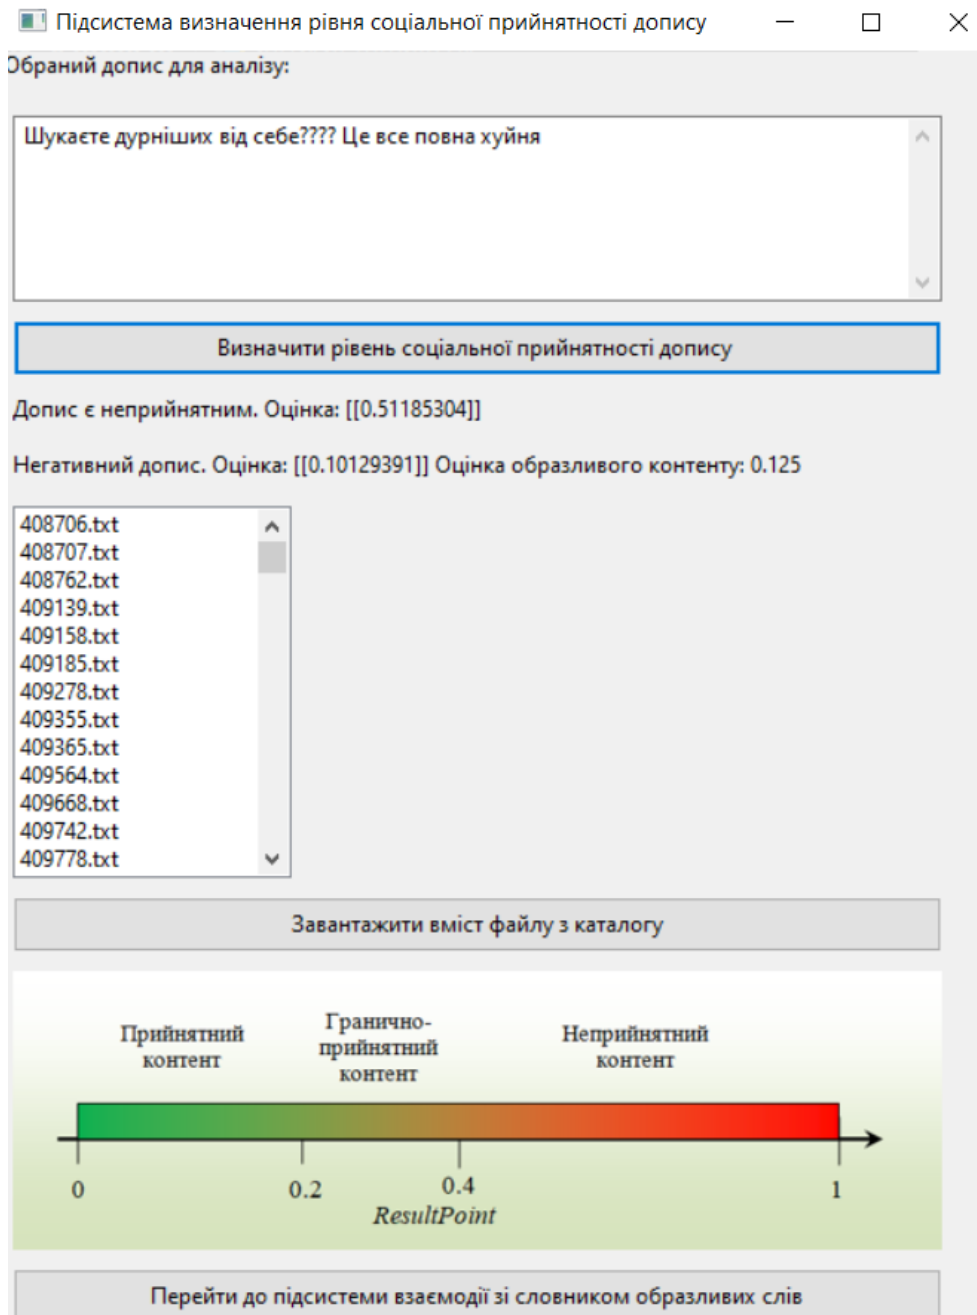 Підсистема визначення рівня соціальної прийнятності допису
Обраний допис для аналізу:
Шукаєте дурніших від себе???? Це все повна хуйня
Визначити рівень соціальної прийнятності допису
Допис є неприйнятним. Оцінка: [[0.51185304]]
Негативний допис. Оцінка: [[0.10129391]] Оцінка образливого контенту: 0.125
408706.txt
408707.txt
408762.txt
409139.txt
409158.txt
409185.txt
409278.txt
409355.txt
409365.txt
409564.txt
409668.txt
409742.txt
409778.txt
Завантажити вміст файлу з каталогу
Прийнятний
контент
Гранично-
прийнятний
контент
Неприйнятний
контент
0
0.2
0.4
1
ResultPoint
Перейти до підсистеми взаємодії зі словником образливих слів